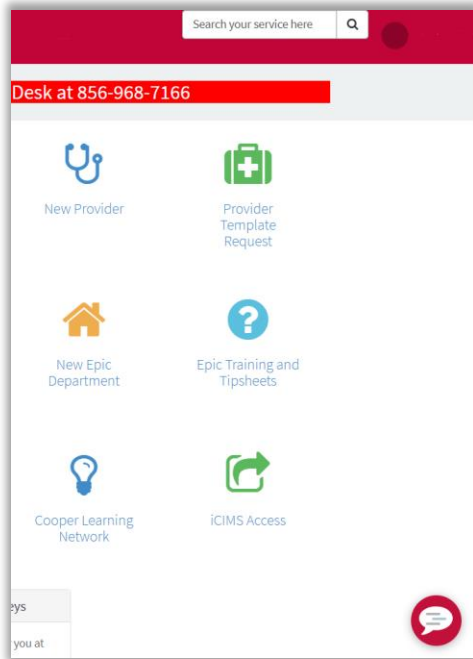 Search your service here
Desk at 856-968-7166
New Provider
Provider
Template
Request
New Epic
Department
Epic Training and
Tipsheets
Cooper Learning
Network
iCIMS Access
eys
you at